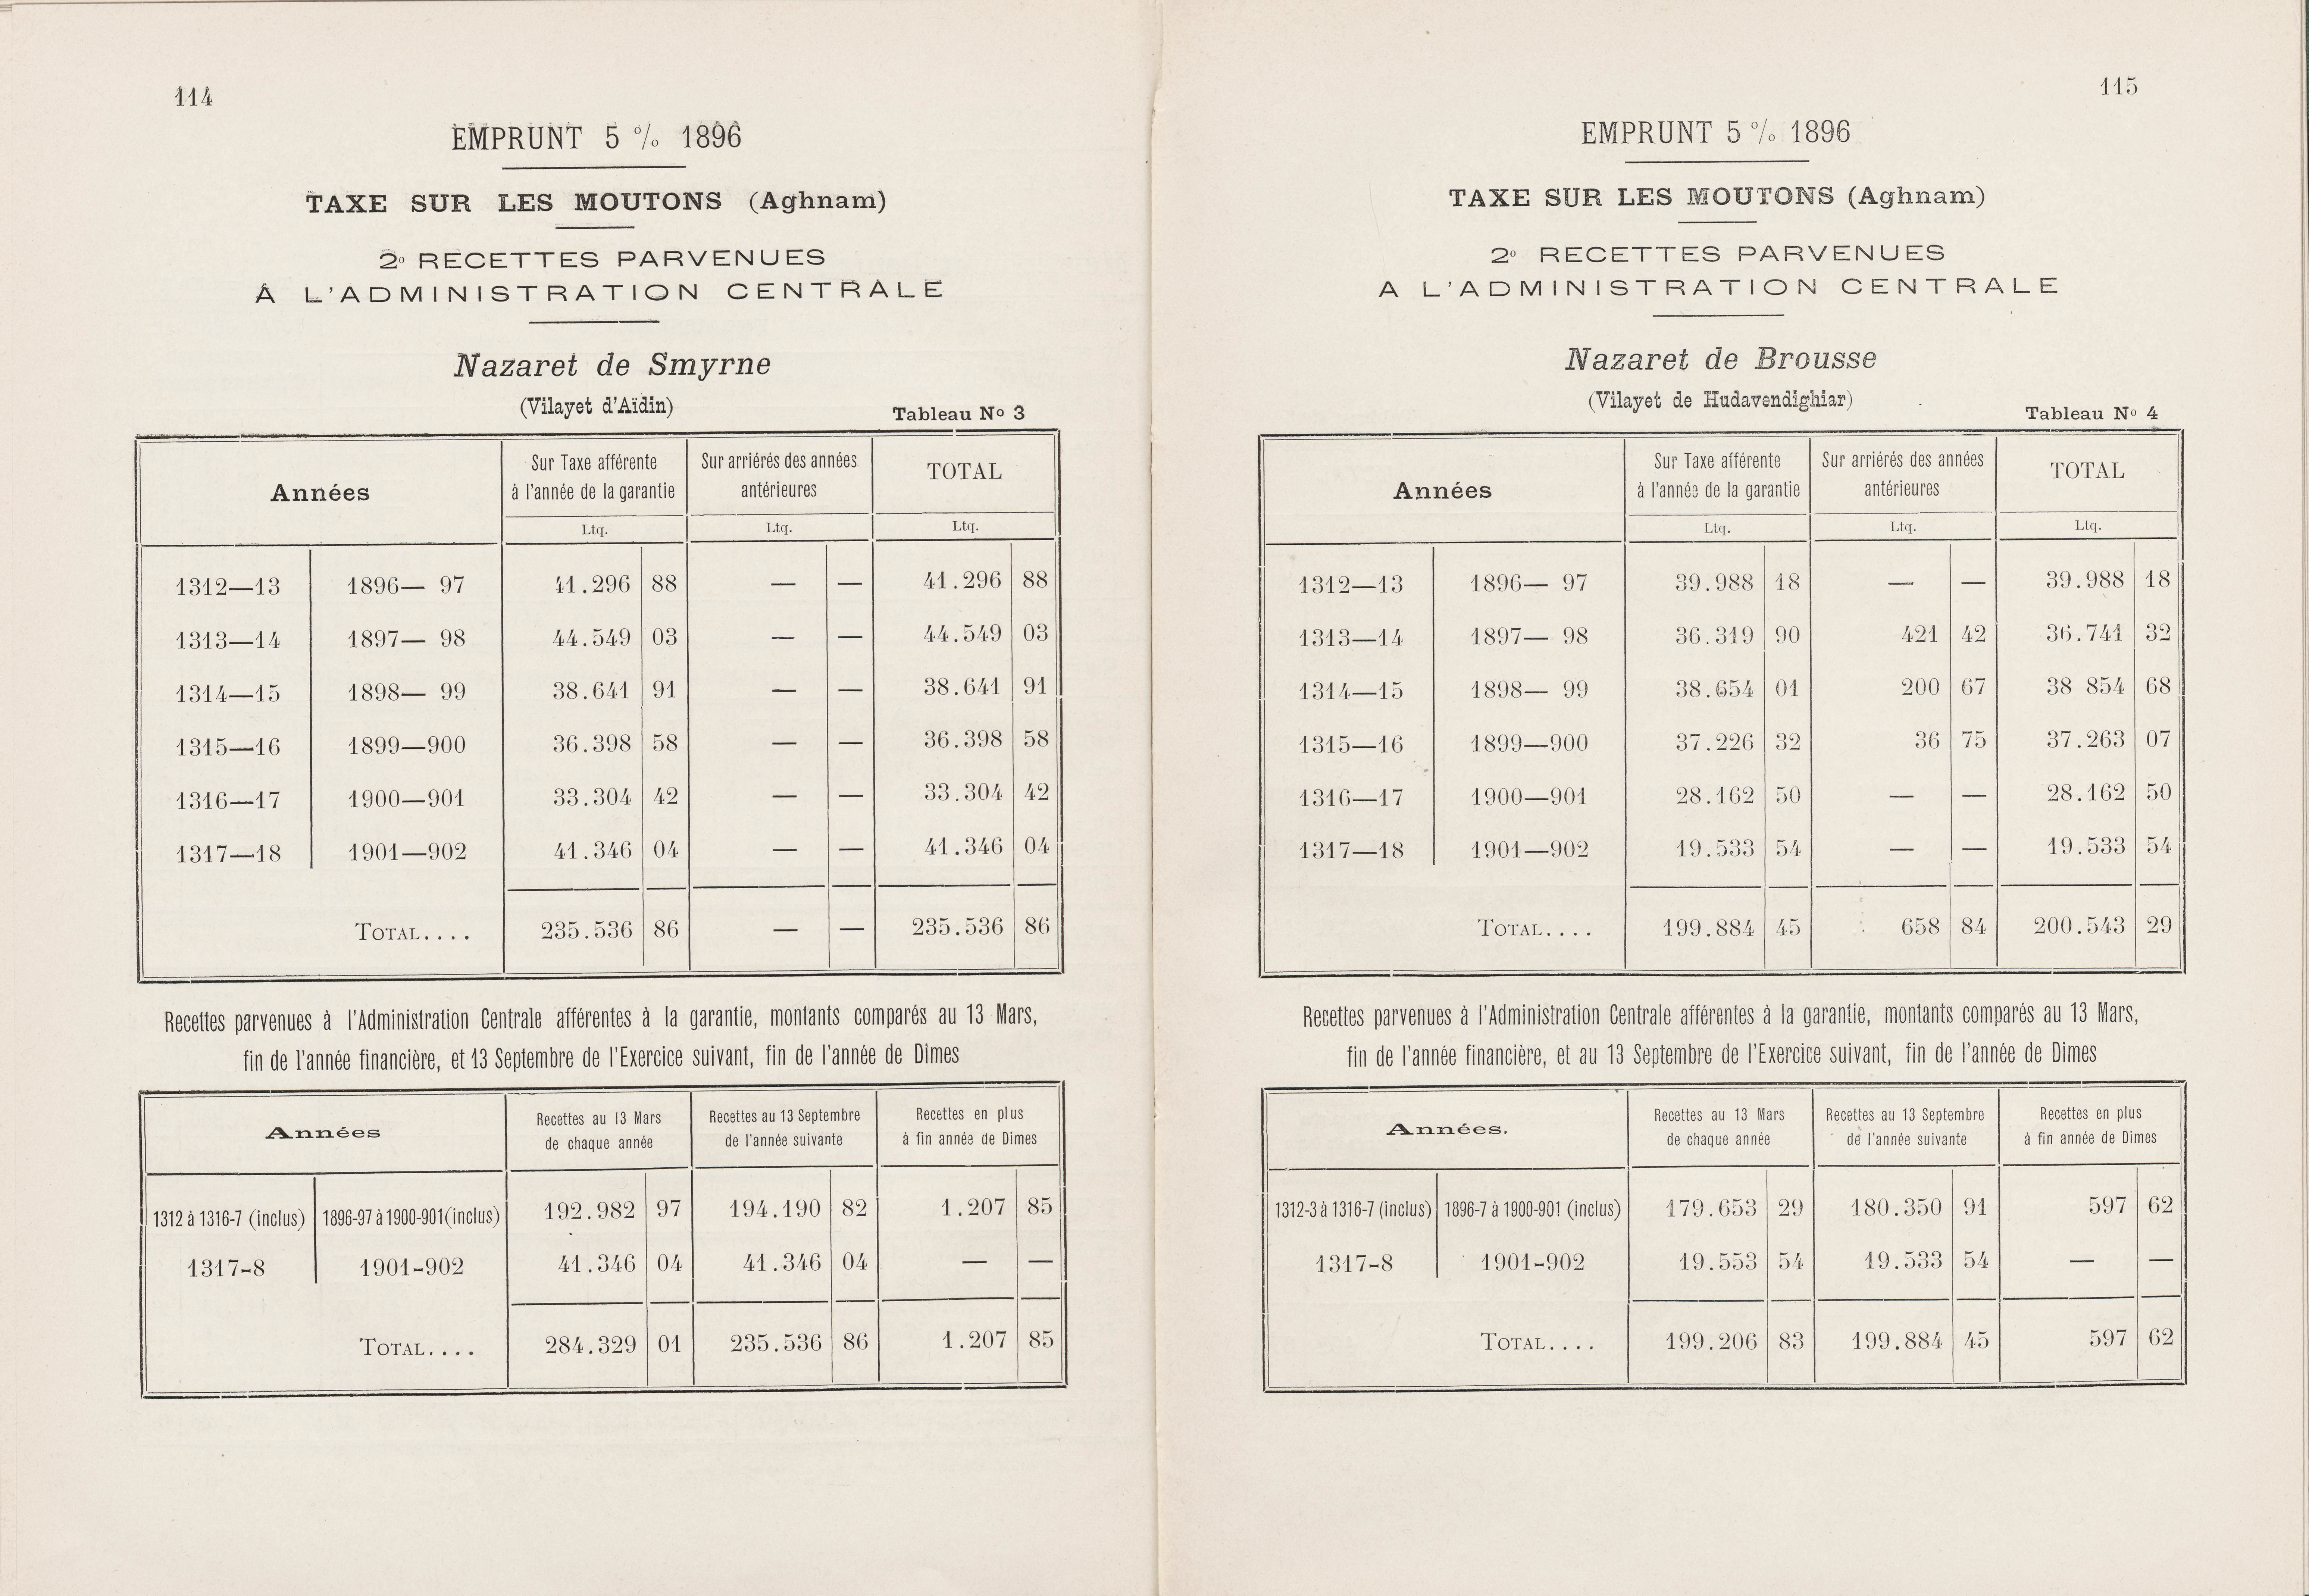 114
EMPRUNT 5 % 1896
TAXE SUR LES MOUTONS (Aghnam)
2º RECETTES PARVENUES
A L'ADMINISTRATION CENTRALE
Nazaret de Smyrne
(Vilayet d'Aïdin)
Tableau Nº 3
Années | Sur Taxe afférente à l'année de la garantie | Sur arriérés des années antérieures | TOTAL
Ltq. | Ltq. | Ltq.
1312—13 | 1896— 97 | 41.296 | 88 | — | — | 41.296 | 88
1313—14 | 1897— 98 | 44.549 | 03 | — | — | 44.549 | 03
1314—15 | 1898— 99 | 38.641 | 91 | — | — | 38.641 | 91
1315—16 | 1899—900 | 36.398 | 58 | — | — | 36.398 | 58
1316—17 | 1900—901 | 33.304 | 42 | — | — | 33.304 | 42
1317—18 | 1901—902 | 41.346 | 04 | — | — | 41.346 | 04
TOTAL.... | 235.536 | 86 | — | — | 235.536 | 86
Recettes parvenues à l'Administration Centrale afférentes à la garantie, montants comparés au 13 Mars,
fin de l'année financière, et 13 Septembre de l'Exercice suivant, fin de l'année de Dimes
Années | Recettes au 13 Mars de chaque année | Recettes au 13 Septembre de l'année suivante | Recettes en plus à fin année de Dimes
1312 à 1316-7 (inclus) | 1896-97 à 1900-901 (inclus) | 192.982 | 97 | 194.190 | 82 | 1.207 | 85
1317-8 | 1901-902 | 41.346 | 04 | 41.346 | 04 | — | —
TOTAL.... | 284.329 | 01 | 235.536 | 86 | 1.207 | 85
115
EMPRUNT 5 % 1896
TAXE SUR LES MOUTONS (Aghnam)
2º RECETTES PARVENUES
A L'ADMINISTRATION CENTRALE
Nazaret de Brousse
(Vilayet de Hudavendighiar)
Tableau Nº 4
Années | Sur Taxe afférente à l'année de la garantie | Sur arriérés des années antérieures | TOTAL
Ltq. | Ltq. | Ltq.
1312—13 | 1896— 97 | 39.988 | 18 | — | — | 39.988 | 18
1313—14 | 1897— 98 | 36.319 | 90 | 421 | 42 | 36.741 | 32
1314—15 | 1898— 99 | 38.654 | 01 | 200 | 67 | 38 854 | 68
1315—16 | 1899—900 | 37.226 | 32 | 36 | 75 | 37.263 | 07
1316—17 | 1900—901 | 28.162 | 50 | — | — | 28.162 | 50
1317—18 | 1901—902 | 19.533 | 54 | — | — | 19.533 | 54
TOTAL.... | 199.884 | 45 | 658 | 84 | 200.543 | 29
Recettes parvenues à l'Administration Centrale afférentes à la garantie, montants comparés au 13 Mars,
fin de l'année financière, et au 13 Septembre de l'Exercice suivant, fin de l'année de Dimes
Années. | Recettes au 13 Mars de chaque année | Recettes au 13 Septembre de l'année suivante | Recettes en plus à fin année de Dimes
1312-3 à 1316-7 (inclus) | 1896-7 à 1900-901 (inclus) | 179.653 | 29 | 180.350 | 91 | 597 | 62
1317-8 | 1901-902 | 19.553 | 54 | 19.533 | 54 | — | —
TOTAL.... | 199.206 | 83 | 199.884 | 45 | 597 | 62